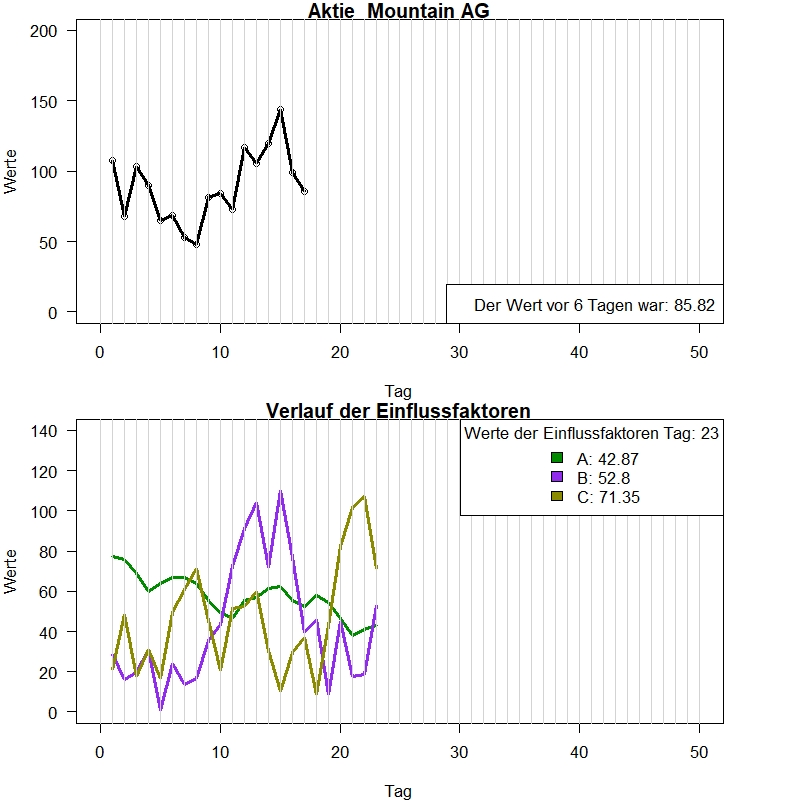 Aktie  Mountain AG
Werte
200
150
100
50
0
Der Wert vor 6 Tagen war: 85.82
0 10 20 30 40 50
Tag
Verlauf der Einflussfaktoren
Werte
140
120
100
80
60
40
20
0
Werte der Einflussfaktoren Tag: 23
A: 42.87
B: 52.8
C: 71.35
0 10 20 30 40 50
Tag